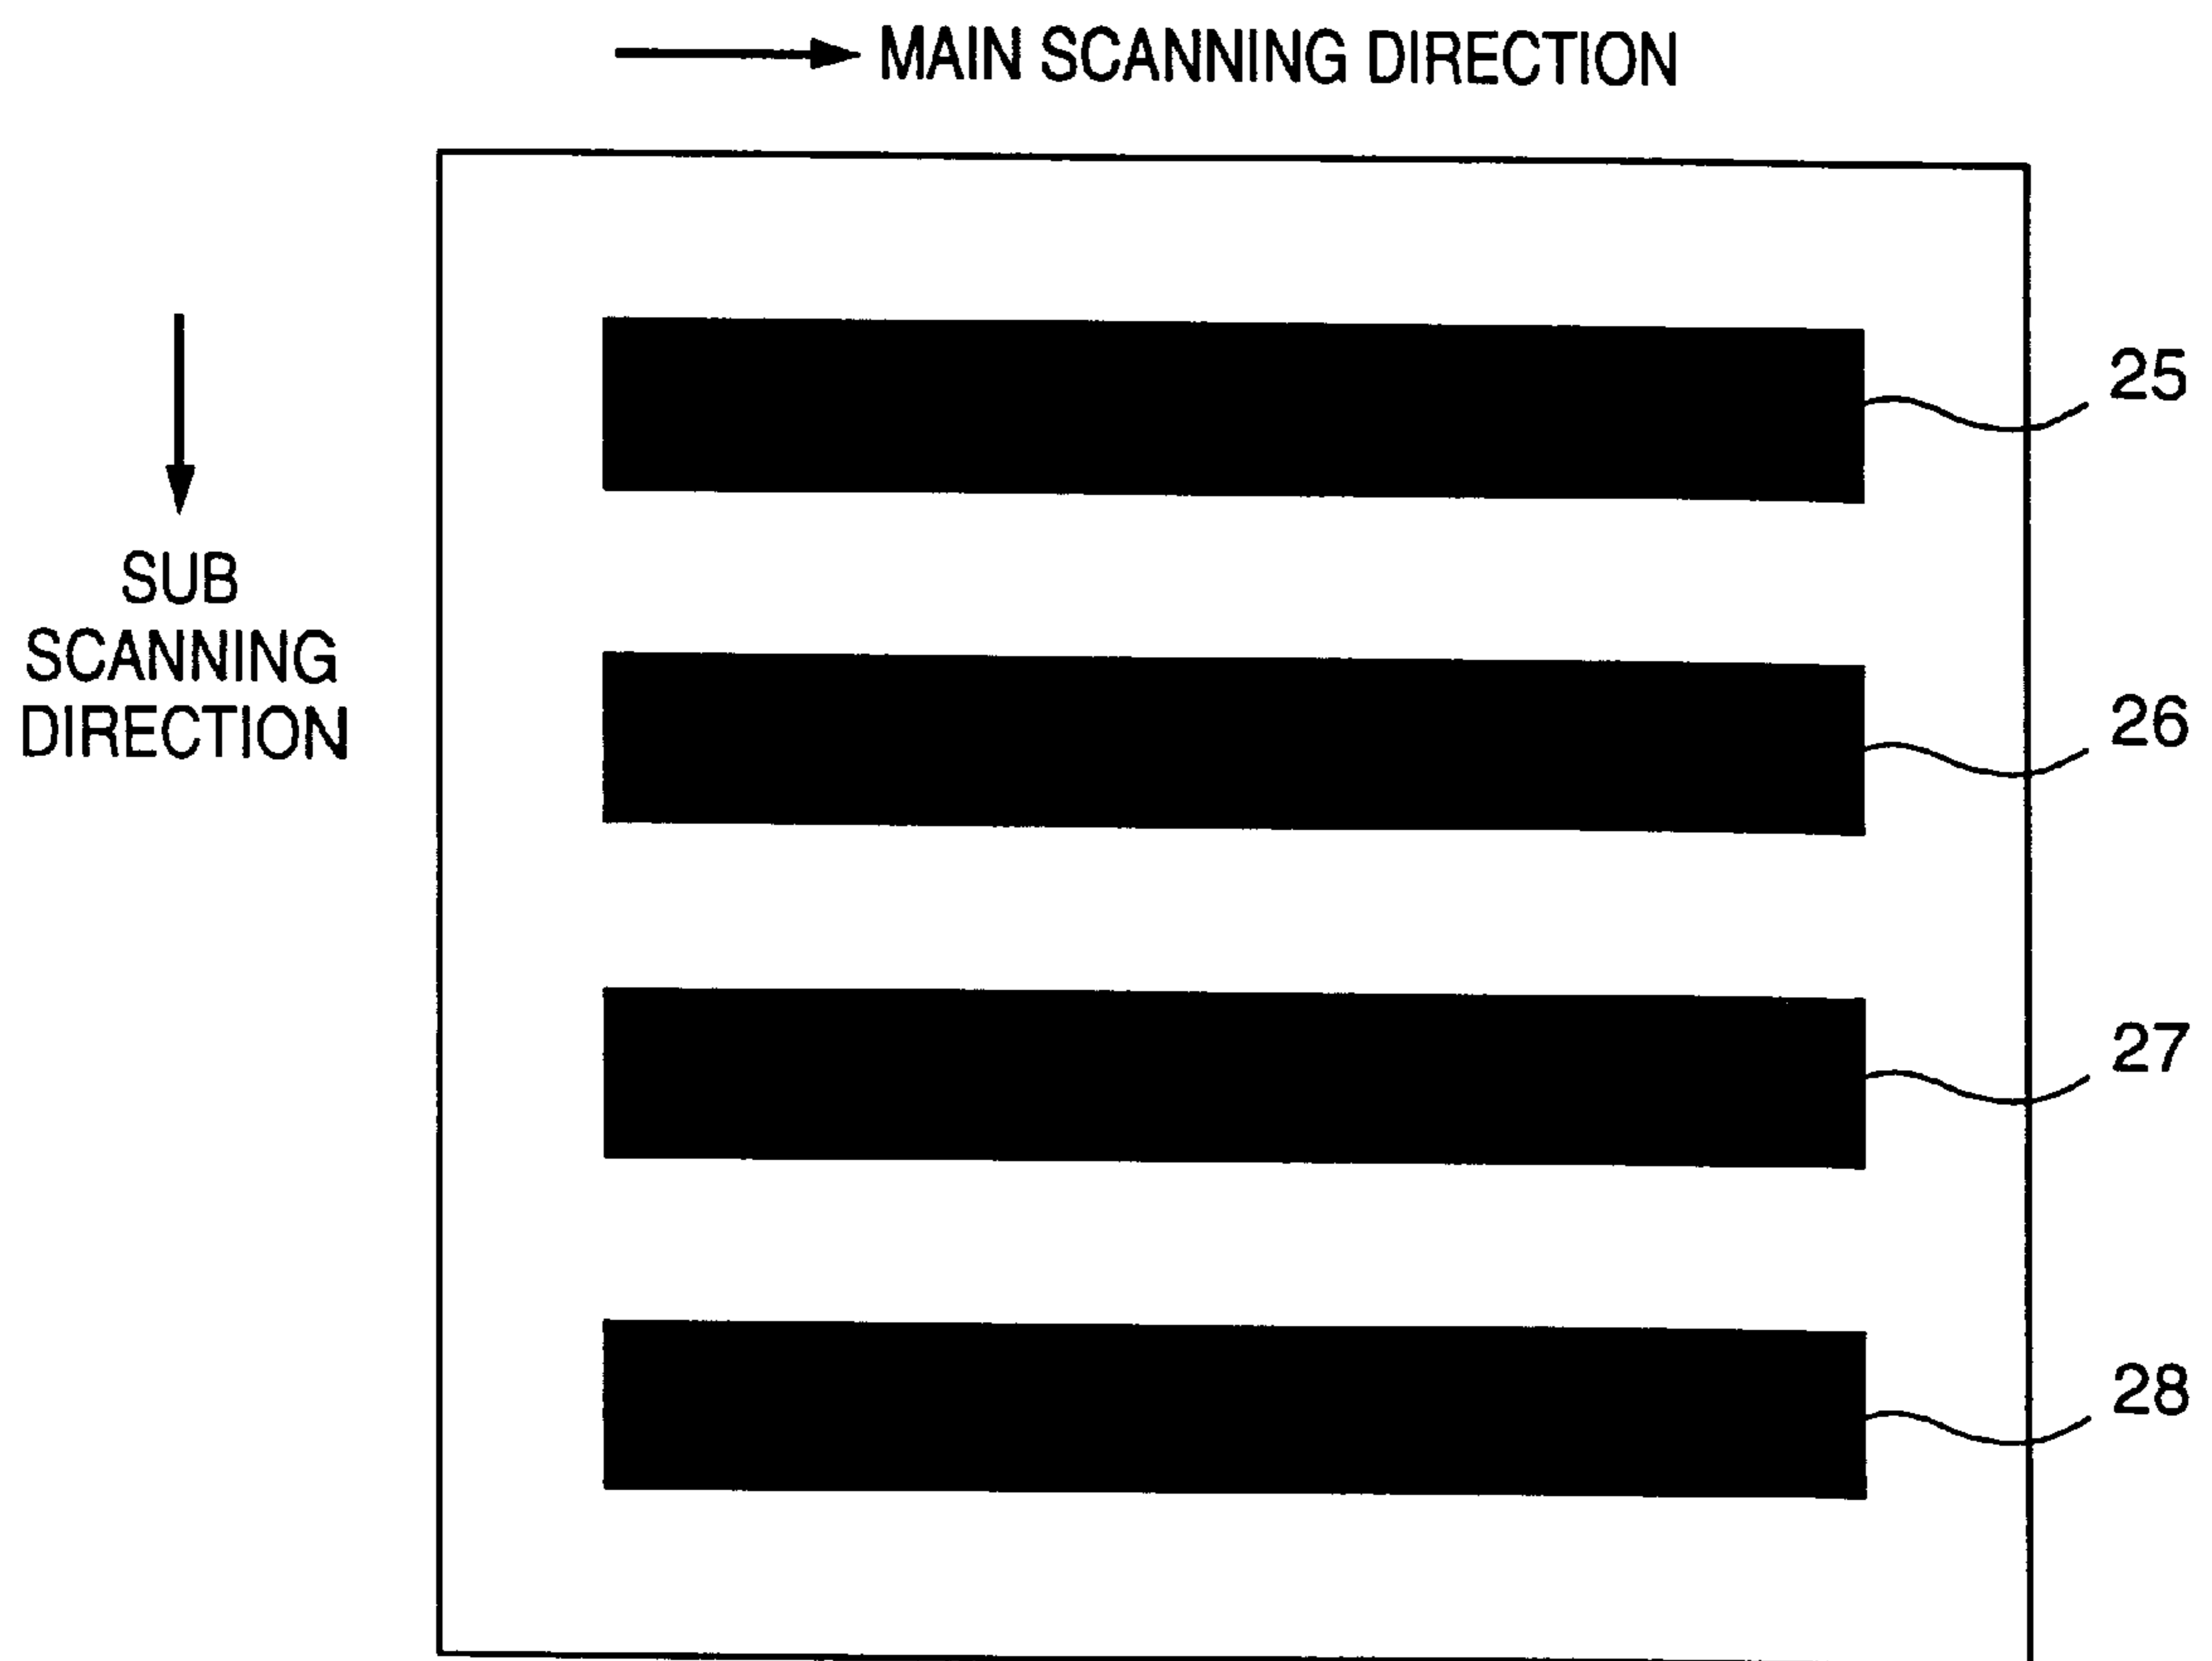 MAIN SCANNING DIRECTION
25
SUB
SCANNING
DIRECTION
26
27
28